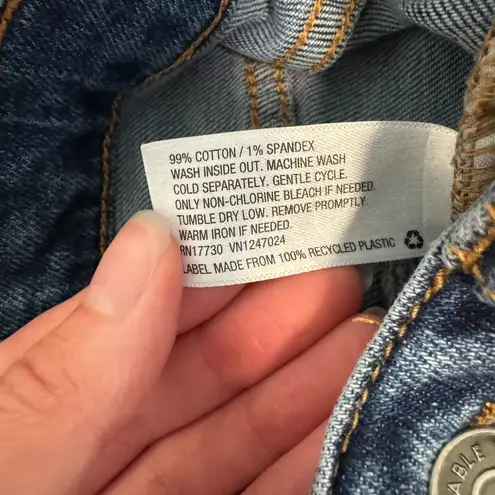 99% COTTON / 1% SPANDEX
WASH INSIDE OUT. MACHINE WASH
COLD SEPARATELY. GENTLE CYCLE.
ONLY NON-CHLORINE BLEACH IF NEEDED.
TUMBLE DRY LOW. REMOVE PROMPTLY.
WARM IRON IF NEEDED.
RN17730 VN1247024
LABEL MADE FROM 100% RECYCLED PLASTIC
ABLE